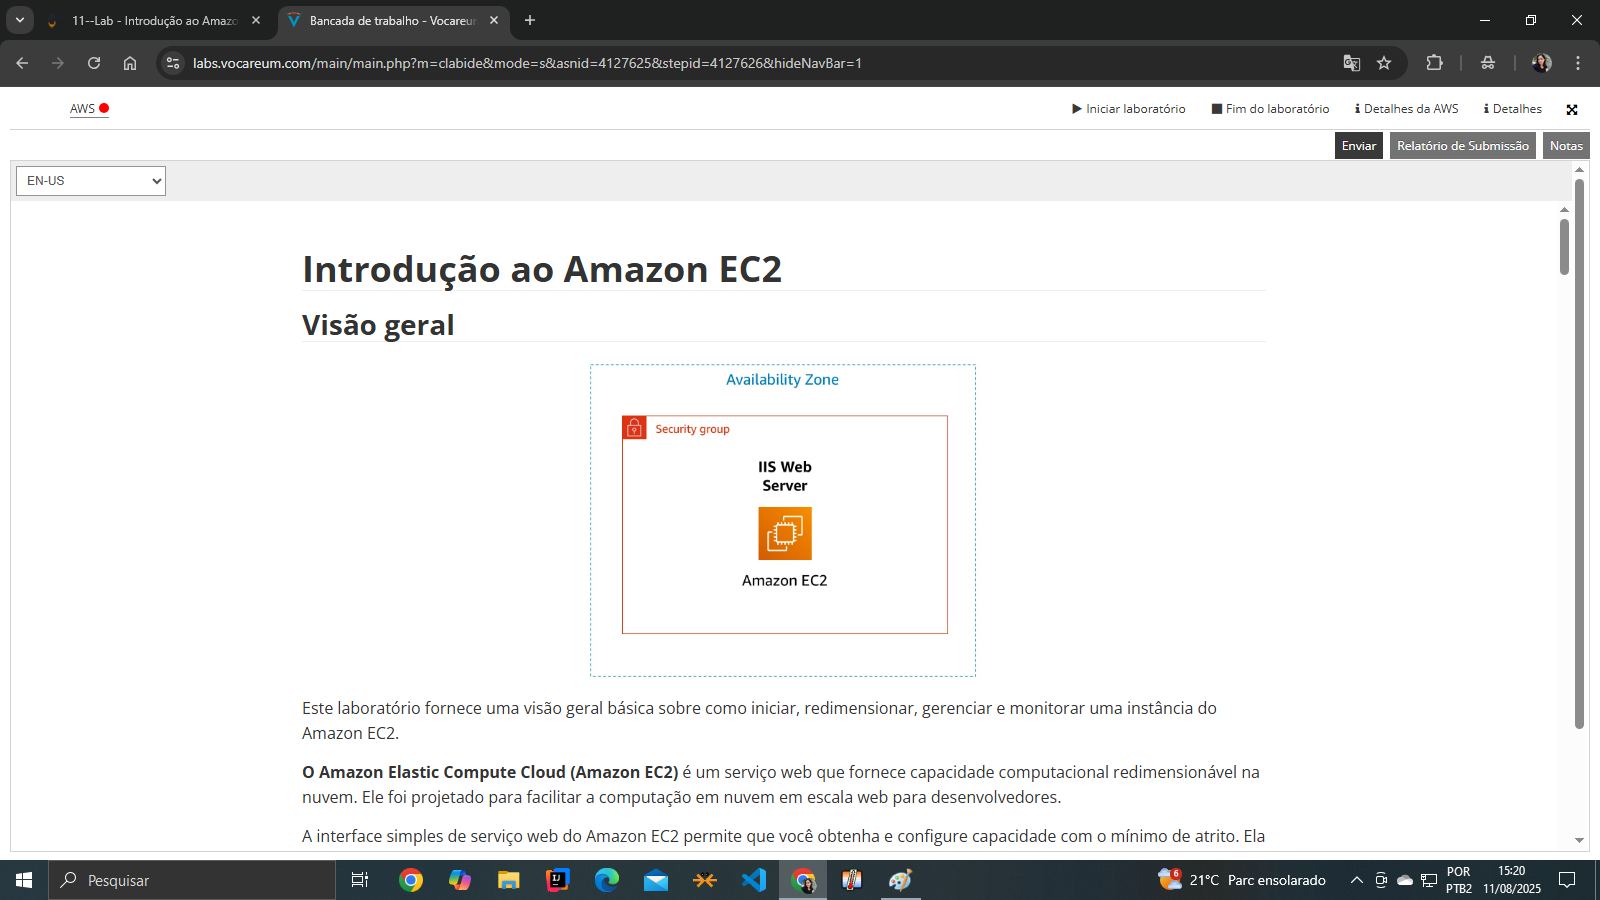 11--Lab - Introdução ao Amazo
Bancada de trabalho - Vocareu
labs.vocareum.com/main/main.php?m=clabide&mode=s&asnid=4127625&stepid=4127626&hideNavBar=1
AWS
Iniciar laboratório
Fim do laboratório
Detalhes da AWS
Detalhes
Enviar
Relatório de Submissão
Notas
EN-US
Introdução ao Amazon EC2
Visão geral
Availability Zone
Security group
IIS Web
Server
Amazon EC2
Este laboratório fornece uma visão geral básica sobre como iniciar, redimensionar, gerenciar e monitorar uma instância do
Amazon EC2.
O Amazon Elastic Compute Cloud (Amazon EC2) é um serviço web que fornece capacidade computacional redimensionável na
nuvem. Ele foi projetado para facilitar a computação em nuvem em escala web para desenvolvedores.
A interface simples de serviço web do Amazon EC2 permite que você obtenha e configure capacidade com o mínimo de atrito. Ela
Pesquisar
6
21°C Parc ensolarado
POR
PTB2
15:20
11/08/2025